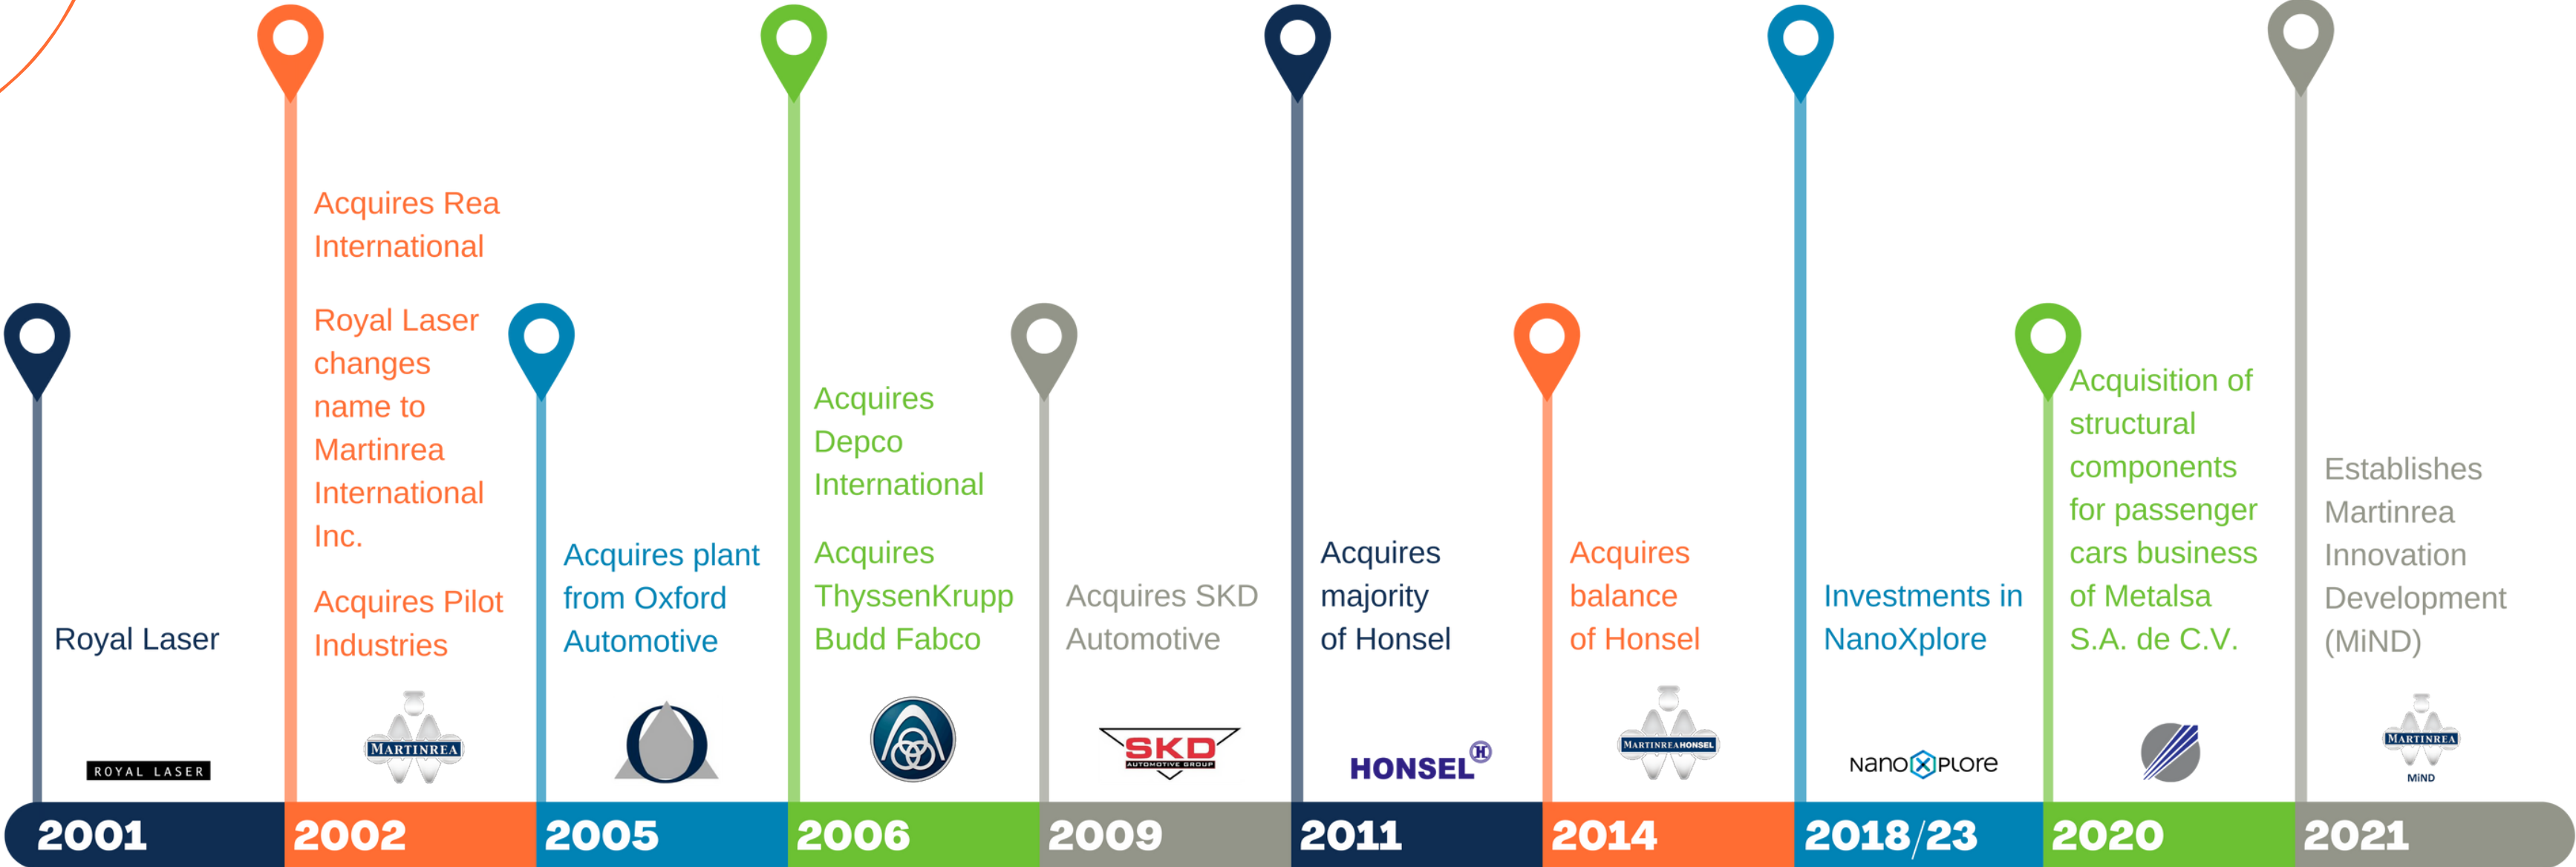 Royal Laser
ROYAL LASER
2001
Acquires Rea
International
Royal Laser
changes
name to
Martinrea
International
Inc.
Acquires Pilot
Industries
MARTINREA
2002
Acquires plant
from Oxford
Automotive
2005
Acquires
Depco
International
Acquires
ThyssenKrupp
Budd Fabco
2006
Acquires SKD
Automotive
SKD
AUTOMOTIVE GROUP
2009
Acquires
majority
of Honsel
HONSEL H
2011
Acquires
balance
of Honsel
MARTINREAHONSEL
2014
Investments in
NanoXplore
NanoXplore
2018/23
Acquisition of
structural
components
for passenger
cars business
of Metalsa
S.A. de C.V.
2020
Establishes
Martinrea
Innovation
Development
(MiND)
MARTINREA
MiND
2021